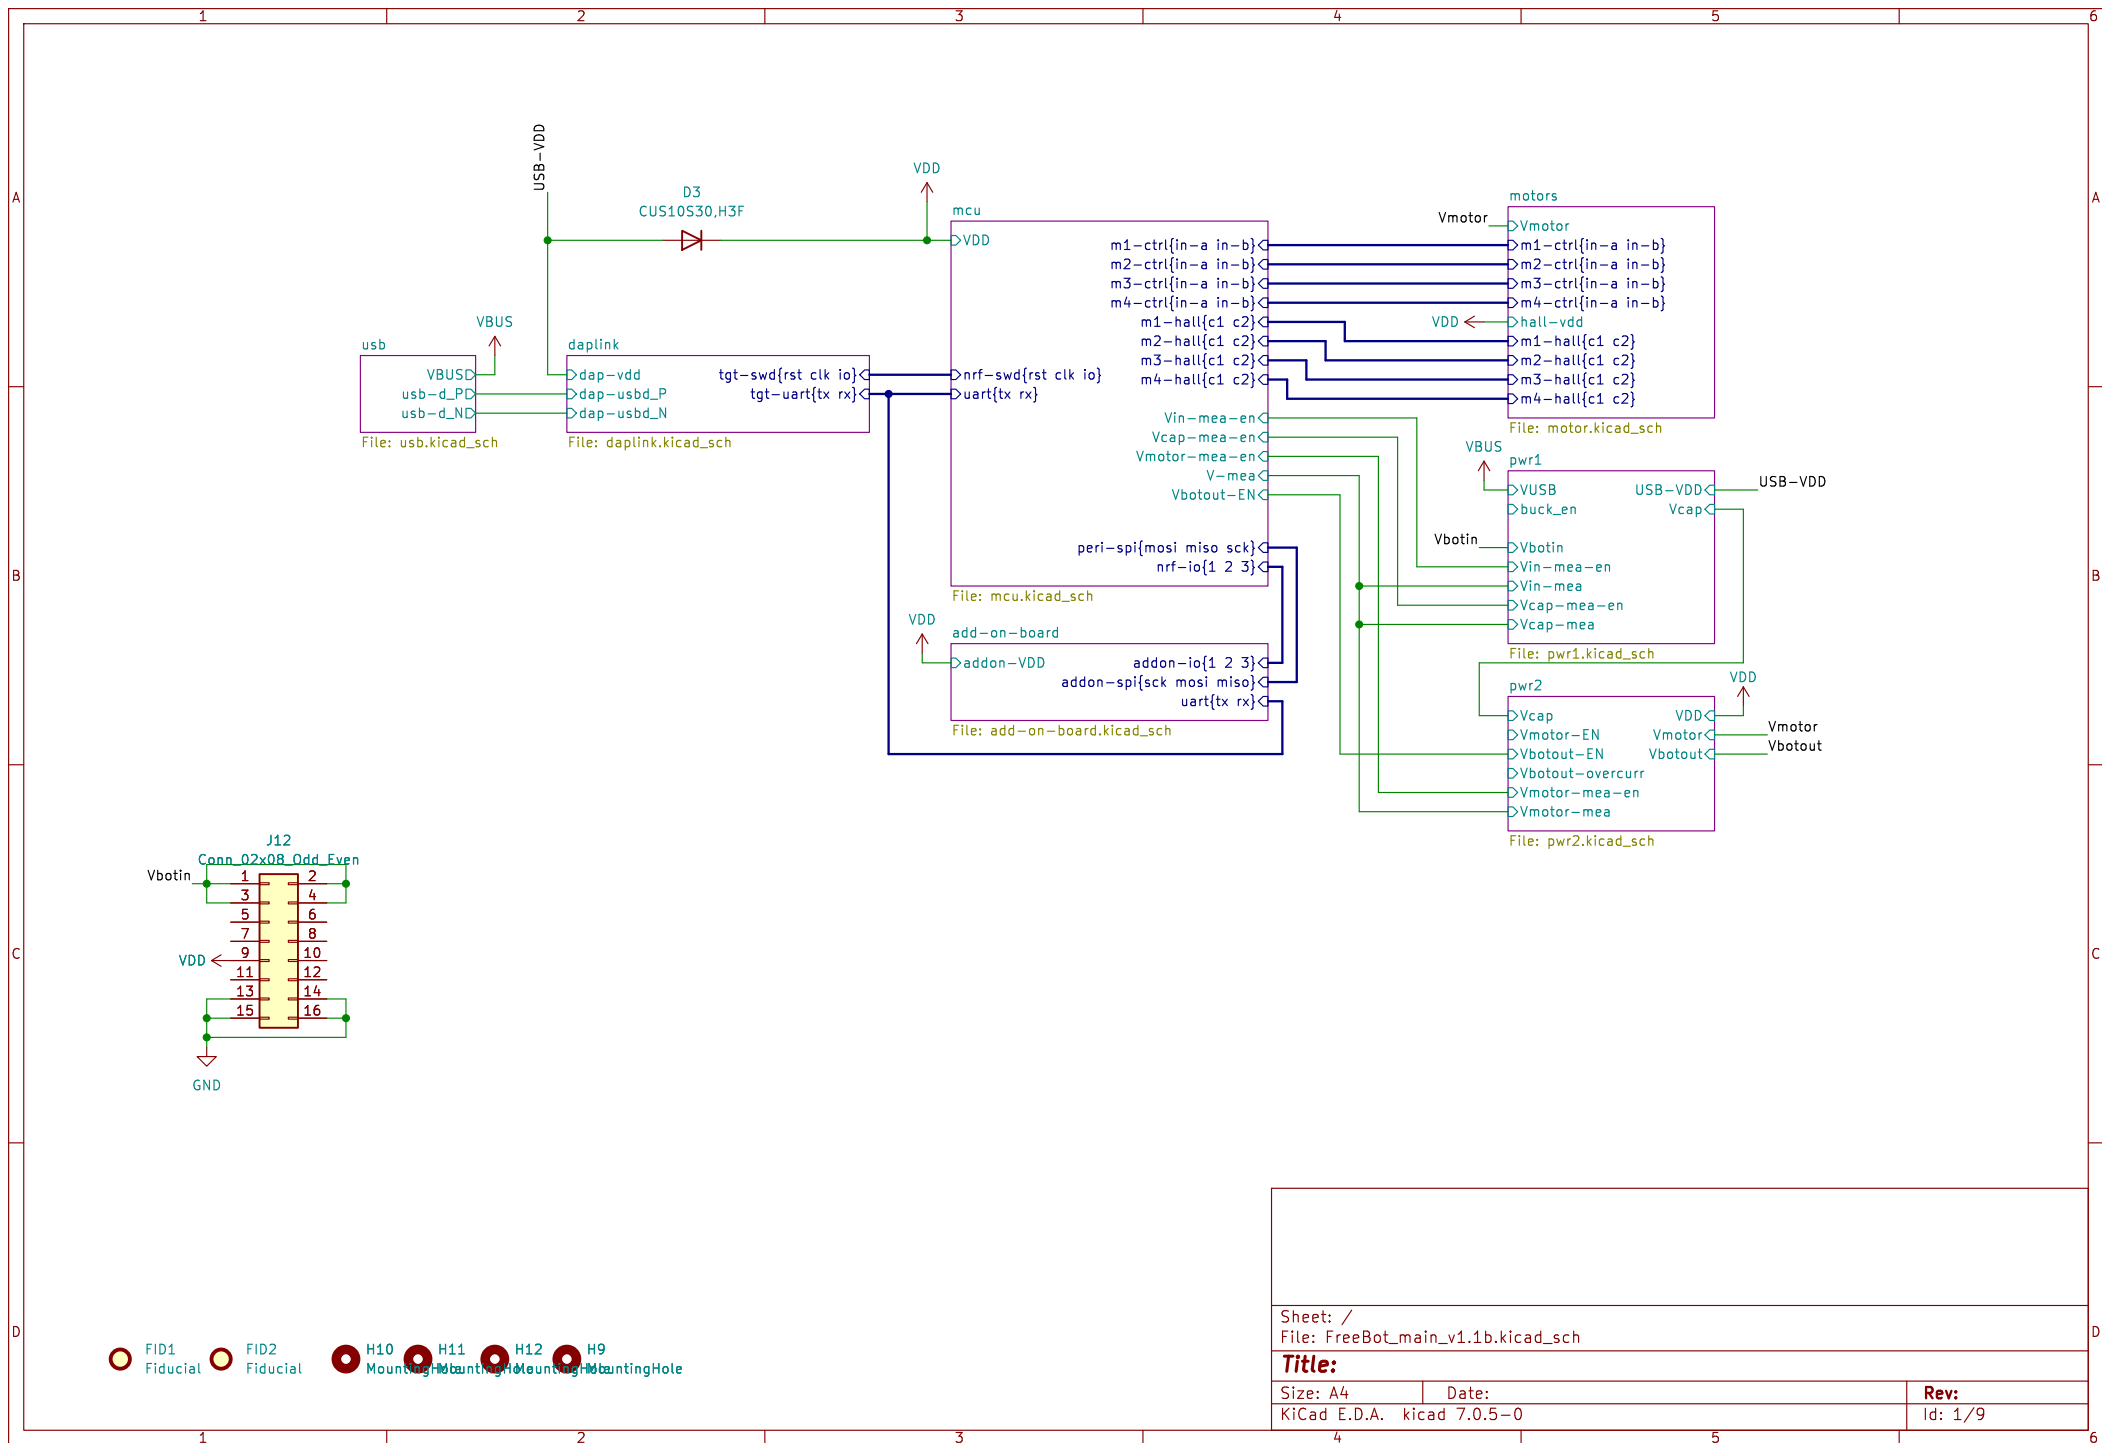 1 2 3 4 5 6
A
B
C
D
USB-VDD
D3
CUS10S30,H3F
VDD
usb
VBUS
VBUS
usb-d_P
usb-d_N
File: usb.kicad_sch
daplink
dap-vdd
dap-usbd_P
dap-usbd_N
tgt-swd{rst clk io}
tgt-uart{tx rx}
File: daplink.kicad_sch
mcu
VDD
nrf-swd{rst clk io}
uart{tx rx}
m1-ctrl{in-a in-b}
m2-ctrl{in-a in-b}
m3-ctrl{in-a in-b}
m4-ctrl{in-a in-b}
m1-hall{c1 c2}
m2-hall{c1 c2}
m3-hall{c1 c2}
m4-hall{c1 c2}
Vin-mea-en
Vcap-mea-en
Vmotor-mea-en
V-mea
Vbotout-EN
peri-spi{mosi miso sck}
nrf-io{1 2 3}
File: mcu.kicad_sch
VDD
add-on-board
addon-VDD
addon-io{1 2 3}
addon-spi{sck mosi miso}
uart{tx rx}
File: add-on-board.kicad_sch
motors
Vmotor
Vmotor
m1-ctrl{in-a in-b}
m2-ctrl{in-a in-b}
m3-ctrl{in-a in-b}
m4-ctrl{in-a in-b}
VDD
hall-vdd
m1-hall{c1 c2}
m2-hall{c1 c2}
m3-hall{c1 c2}
m4-hall{c1 c2}
File: motor.kicad_sch
VBUS
pwr1
VUSB
buck_en
Vbotin
Vbotin
Vin-mea-en
Vin-mea
Vcap-mea-en
Vcap-mea
USB-VDD
USB-VDD
Vcap
File: pwr1.kicad_sch
pwr2
VDD
Vcap
Vmotor-EN
Vbotout-EN
Vbotout-overcurr
Vmotor-mea-en
Vmotor-mea
VDD
Vmotor
Vmotor
Vbotout
Vbotout
File: pwr2.kicad_sch
J12
Conn_02x08_Odd_Even
Vbotin
1 2
3 4
5 6
7 8
VDD 9 10
11 12
13 14
15 16
GND
FID1
Fiducial
FID2
Fiducial
H10
MountingHole
H11
MountingHole
H12
MountingHole
H9
MountingHole
Sheet: /
File: FreeBot_main_v1.1b.kicad_sch
Title:
Size: A4 Date: Rev:
KiCad E.D.A. kicad 7.0.5-0 Id: 1/9
A
B
C
D
1 2 3 4 5 6